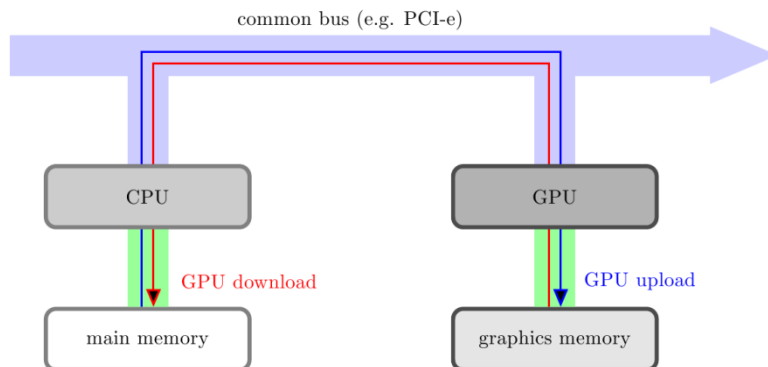 common bus (e.g. PCI-e)
CPU
GPU
GPU download
GPU upload
main memory
graphics memory